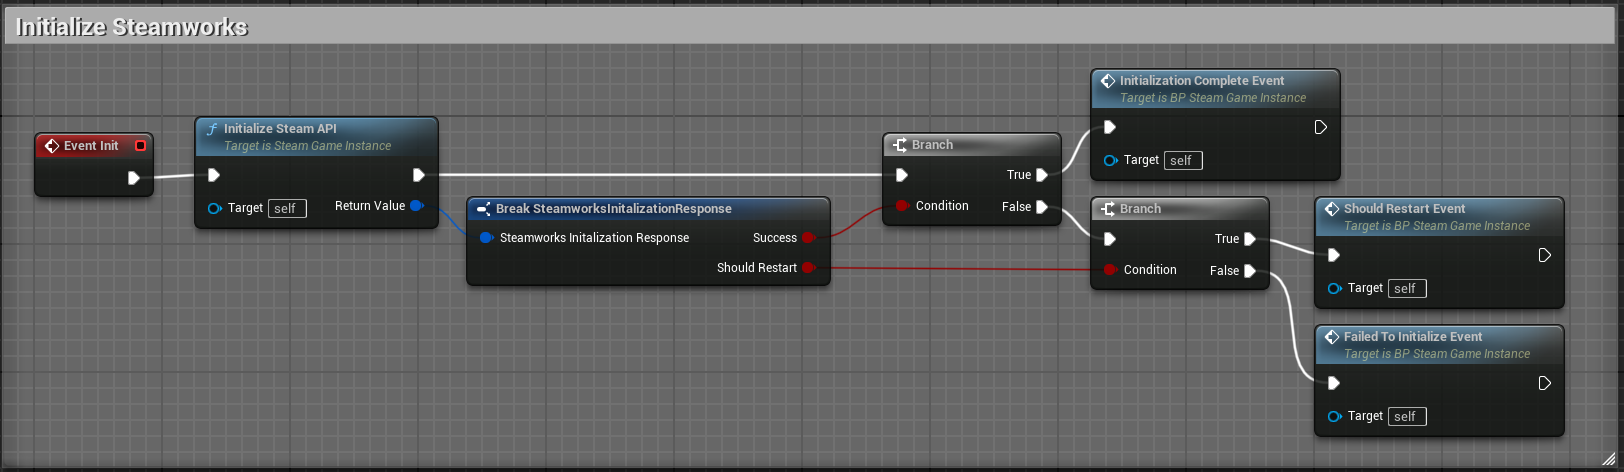 Initialize Steamworks
Event Init
Initialize Steam API
Target is Steam Game Instance
Target self
Return Value
Break SteamworksInitalizationResponse
Steamworks Initalization Response
Success
Should Restart
Branch
True
Condition
False
Initialization Complete Event
Target is BP Steam Game Instance
Target self
Branch
True
Condition
False
Should Restart Event
Target is BP Steam Game Instance
Target self
Failed To Initialize Event
Target is BP Steam Game Instance
Target self